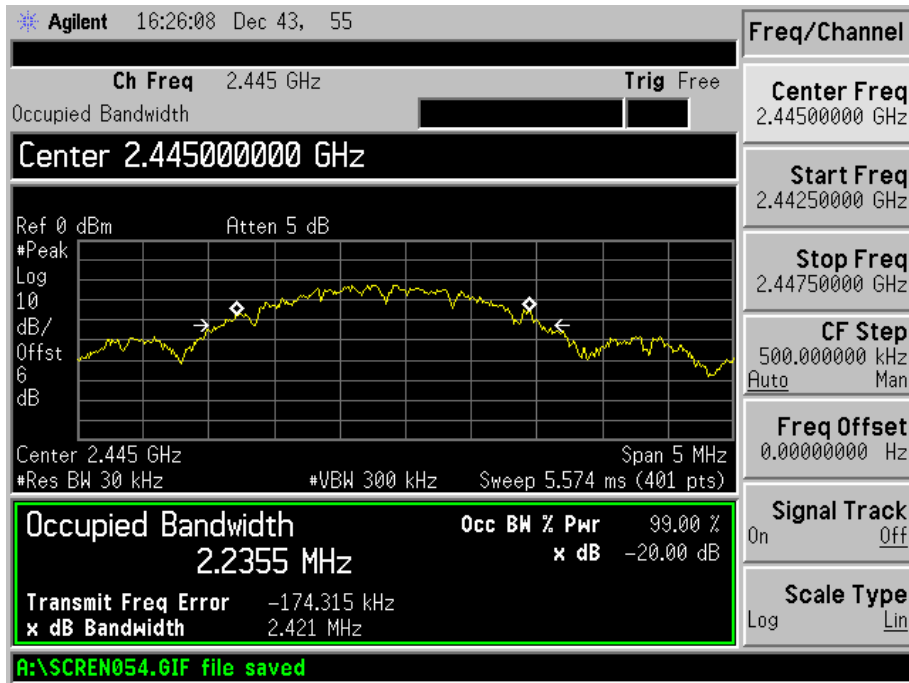 Agilent 16:26:08 Dec 43, 55
Ch Freq 2.445 GHz Trig Free
Occupied Bandwidth
Center 2.445000000 GHz
Ref 0 dBm Atten 5 dB
#Peak
Log
10
dB/
Offst
6
dB
Center 2.445 GHz Span 5 MHz
#Res BW 30 kHz #VBW 300 kHz Sweep 5.574 ms (401 pts)
Occupied Bandwidth Occ BW % Pwr 99.00 %
2.2355 MHz x dB -20.00 dB
Transmit Freq Error -174.315 kHz
x dB Bandwidth 2.421 MHz
A:\SCREN054.GIF file saved
Freq/Channel
Center Freq
2.44500000 GHz
Start Freq
2.44250000 GHz
Stop Freq
2.44750000 GHz
CF Step
500.000000 kHz
Auto Man
Freq Offset
0.00000000 Hz
Signal Track
On Off
Scale Type
Log Lin